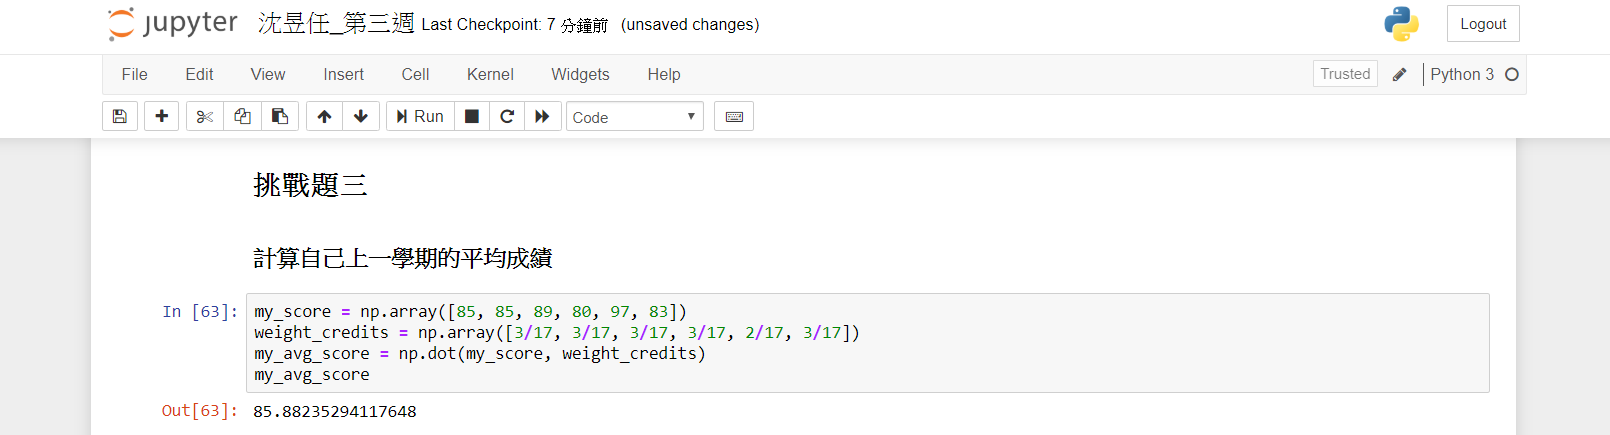 jupyter 沈昱任_第三週 Last Checkpoint: 7 分鐘前 (unsaved changes) Logout
File Edit View Insert Cell Kernel Widgets Help Trusted Python 3
Run Code
挑戰題三
計算自己上一學期的平均成績
In [63]: my_score = np.array([85, 85, 89, 80, 97, 83])
weight_credits = np.array([3/17, 3/17, 3/17, 3/17, 2/17, 3/17])
my_avg_score = np.dot(my_score, weight_credits)
my_avg_score
Out[63]: 85.88235294117648